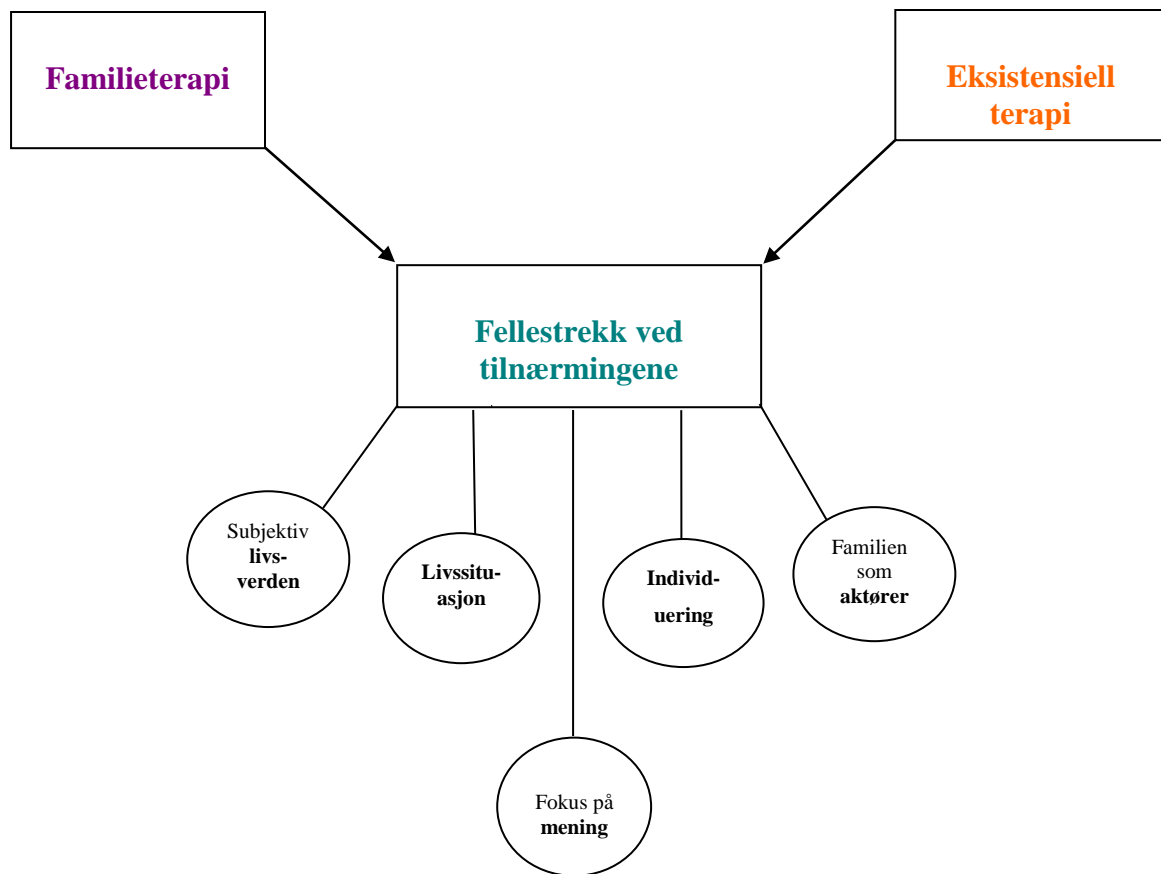 Familieterapi
Eksistensiell
terapi
Fellestrekk ved
tilnærmingene
Subjektiv
livs-
verden
Livssitu-
asjon
Individ-
uering
Familien
som
aktører
Fokus på
mening